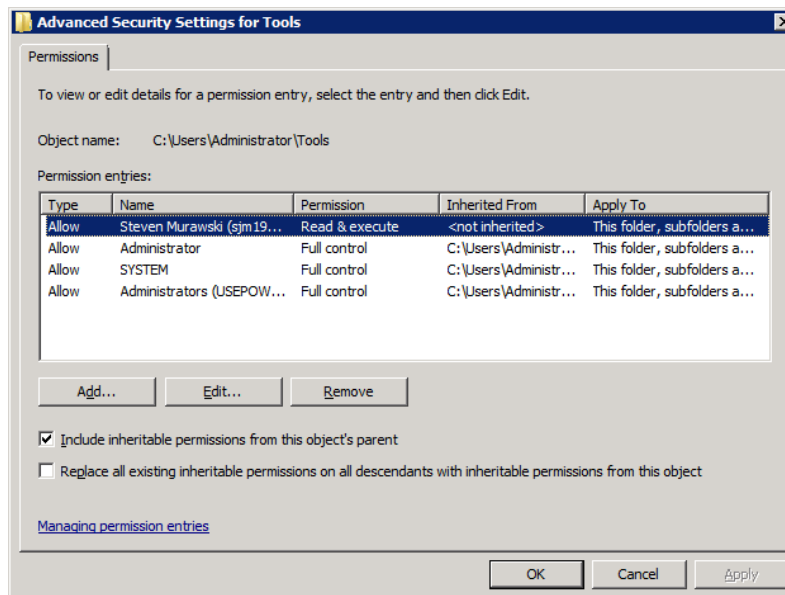 Advanced Security Settings for Tools
Permissions
To view or edit details for a permission entry, select the entry and then click Edit.
Object name: C:\Users\Administrator\Tools
Permission entries:
Type Name Permission Inherited From Apply To
Allow Steven Murawski (sjm19... Read & execute <not inherited> This folder, subfolders a...
Allow Administrator Full control C:\Users\Administr... This folder, subfolders a...
Allow SYSTEM Full control C:\Users\Administr... This folder, subfolders a...
Allow Administrators (USEPOW... Full control C:\Users\Administr... This folder, subfolders a...
Add... Edit... Remove
Include inheritable permissions from this object's parent
Replace all existing inheritable permissions on all descendants with inheritable permissions from this object
Managing permission entries
OK Cancel Apply